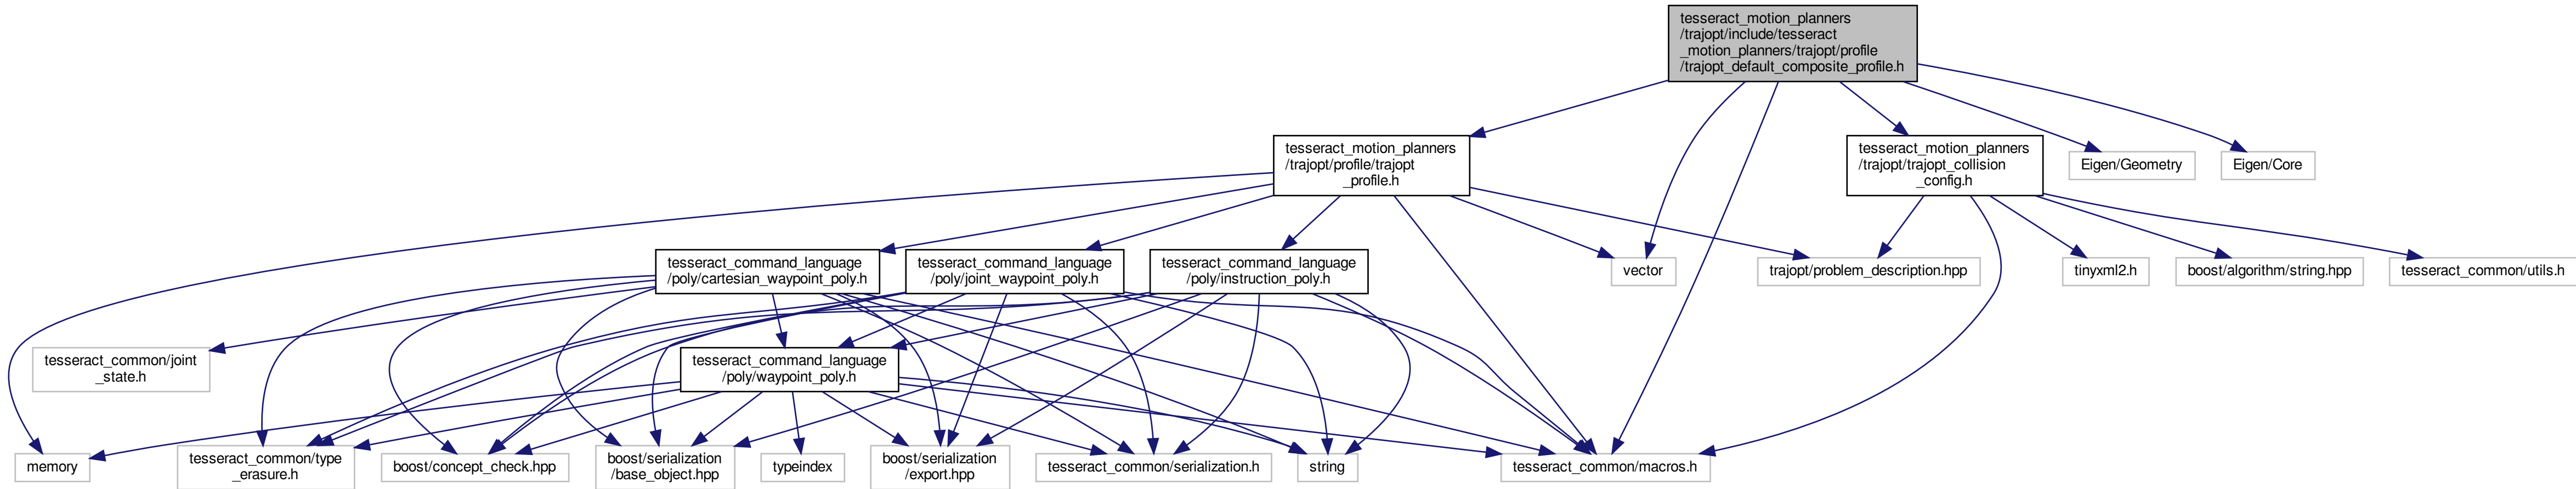 tesseract_motion_planners
/trajopt/include/tesseract
_motion_planners/trajopt/profile
/trajopt_default_composite_profile.h
tesseract_motion_planners
/trajopt/profile/trajopt
_profile.h
tesseract_motion_planners
/trajopt/trajopt_collision
_config.h
Eigen/Geometry
Eigen/Core
tesseract_command_language
/poly/cartesian_waypoint_poly.h
tesseract_command_language
/poly/joint_waypoint_poly.h
tesseract_command_language
/poly/instruction_poly.h
vector
trajopt/problem_description.hpp
tinyxml2.h
boost/algorithm/string.hpp
tesseract_common/utils.h
tesseract_common/joint
_state.h
tesseract_command_language
/poly/waypoint_poly.h
memory
tesseract_common/type
_erasure.h
boost/concept_check.hpp
boost/serialization
/base_object.hpp
typeindex
boost/serialization
/export.hpp
tesseract_common/serialization.h
string
tesseract_common/macros.h